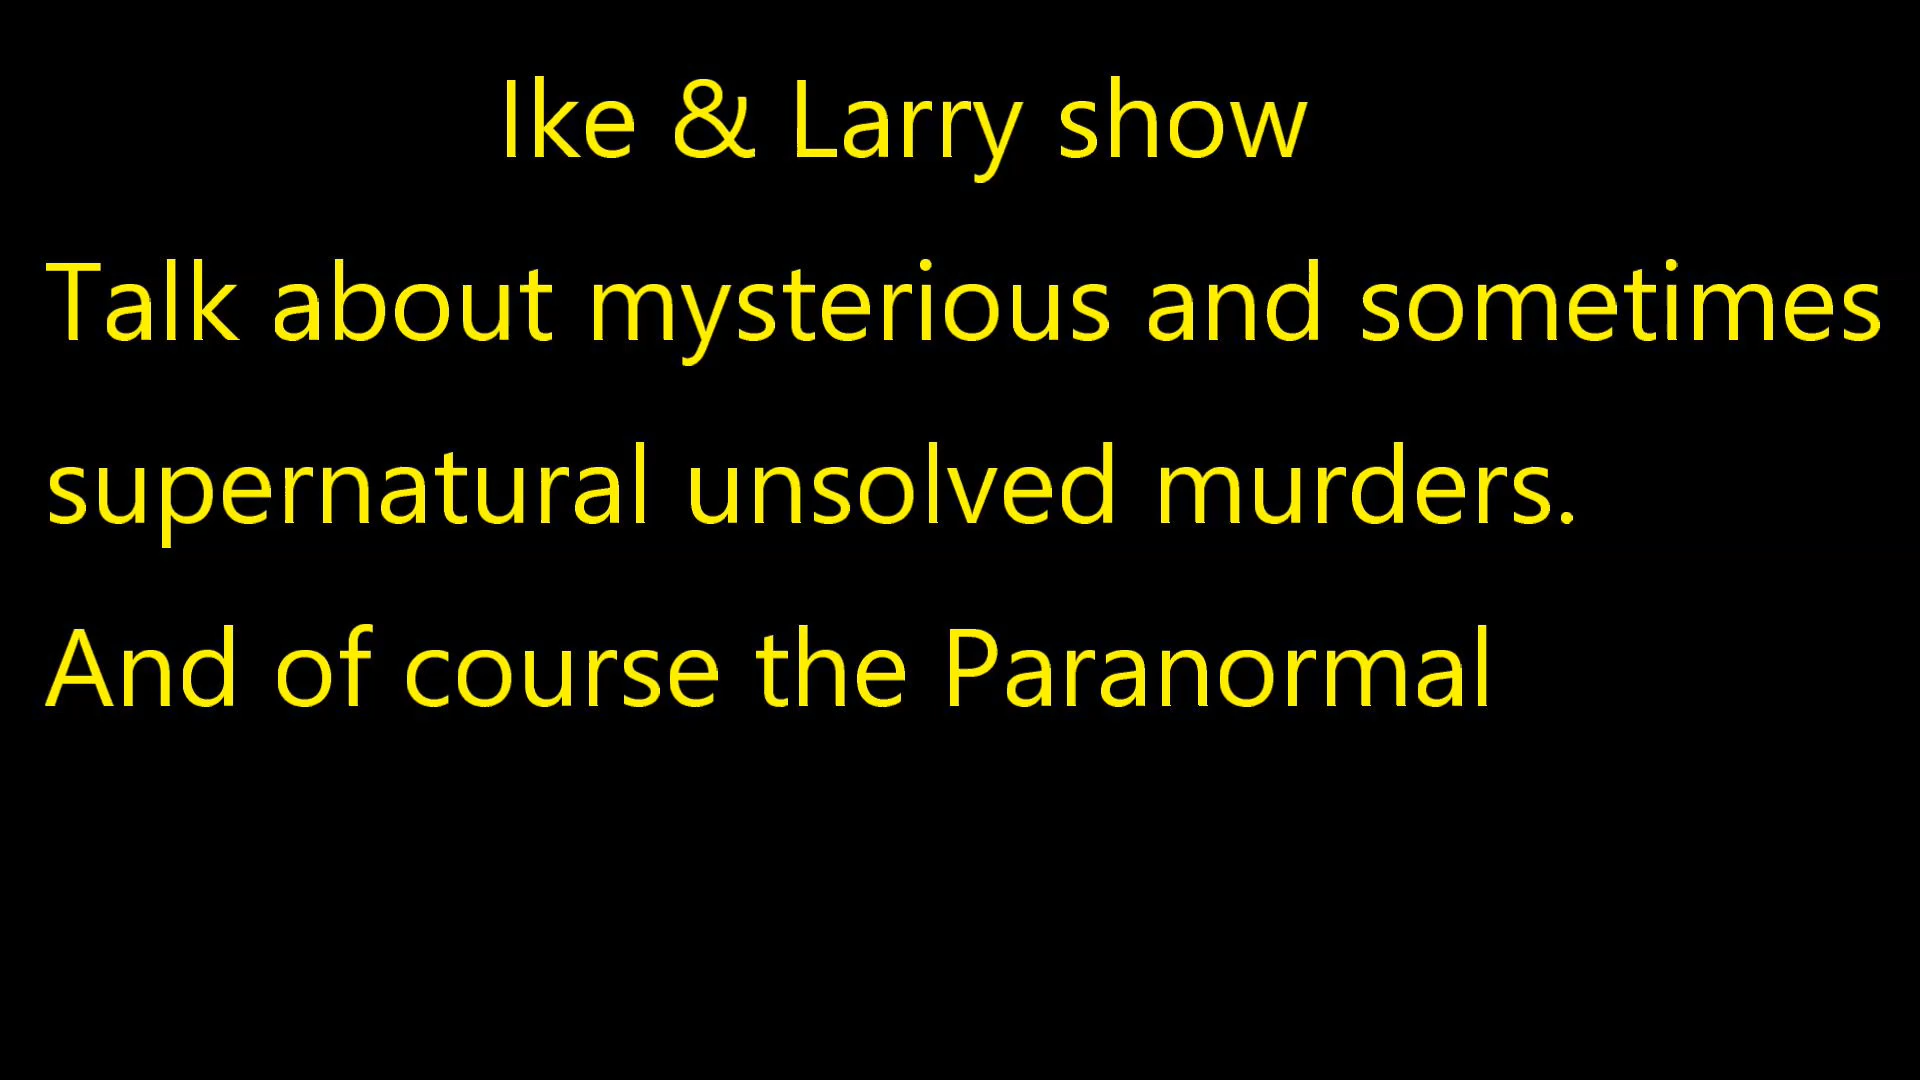 Ike & Larry show
Talk about mysterious and sometimes
supernatural unsolved murders.
And of course the Paranormal